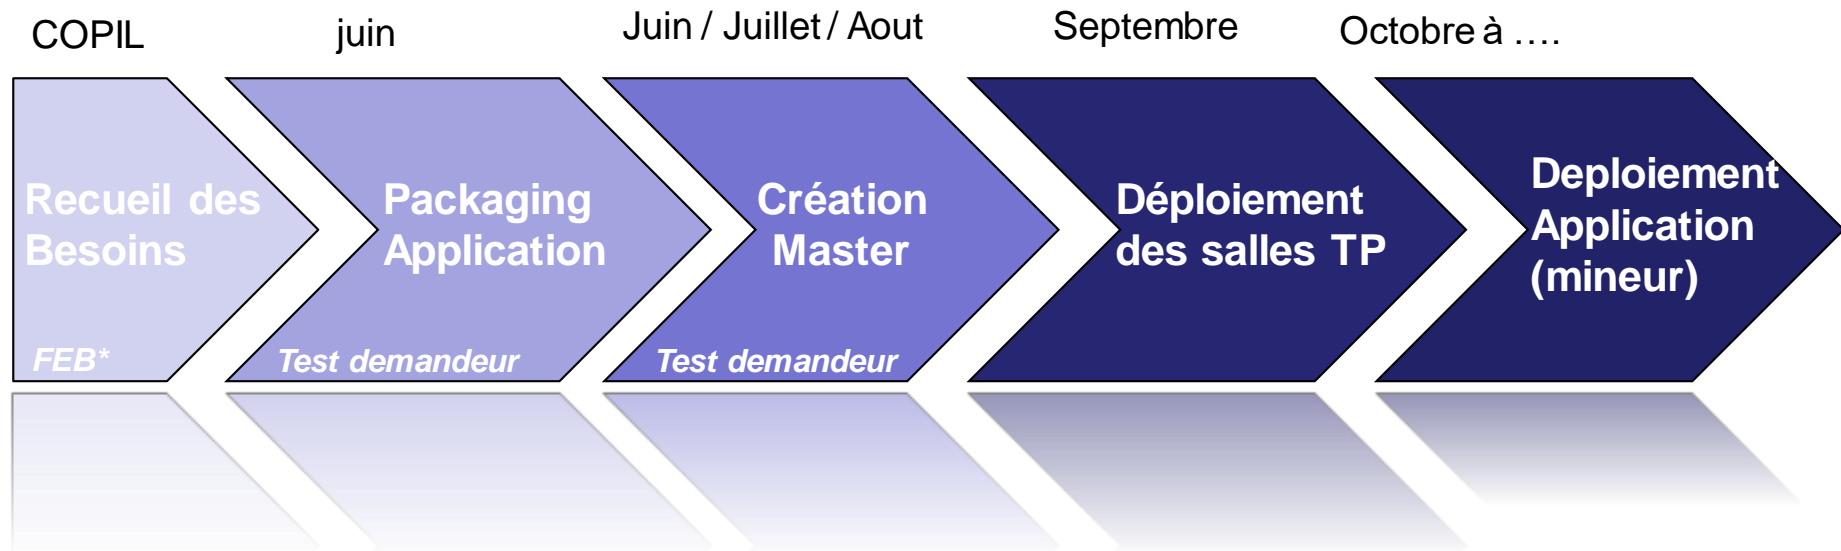 COPIL
juin
Juin / Juillet / Aout
Septembre
Octobre à ....
Recueil des
Besoins
FEB*
Packaging
Application
Test demandeur
Création
Master
Test demandeur
Déploiement
des salles TP
Deploiement
Application
(mineur)